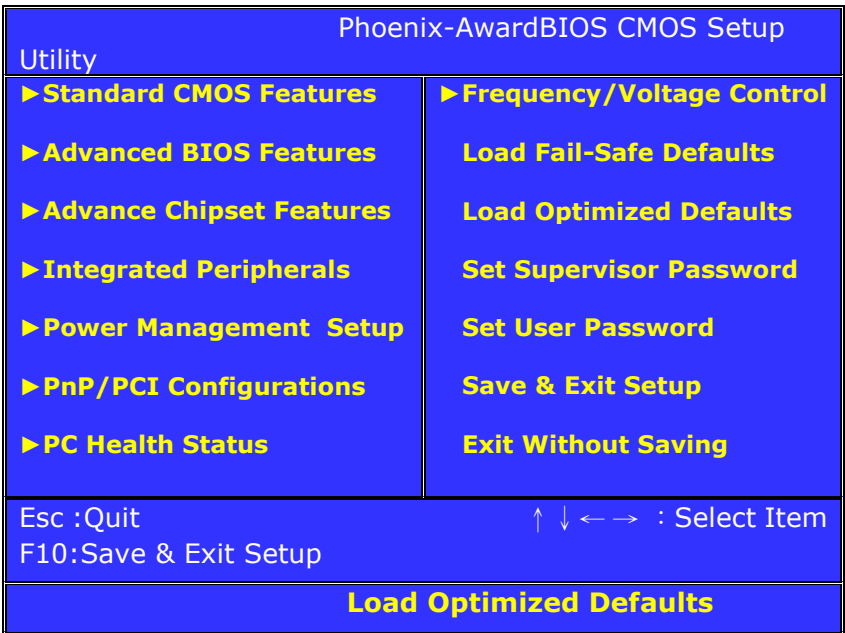 Phoenix-AwardBIOS CMOS Setup
Utility
►Standard CMOS Features
►Advanced BIOS Features
►Advance Chipset Features
►Integrated Peripherals
►Power Management  Setup
►PnP/PCI Configurations
►PC Health Status
►Frequency/Voltage Control
Load Fail-Safe Defaults
Load Optimized Defaults
Set Supervisor Password
Set User Password
Save & Exit Setup
Exit Without Saving
Esc :Quit
↑↓←→ : Select Item
F10:Save & Exit Setup
Load Optimized Defaults